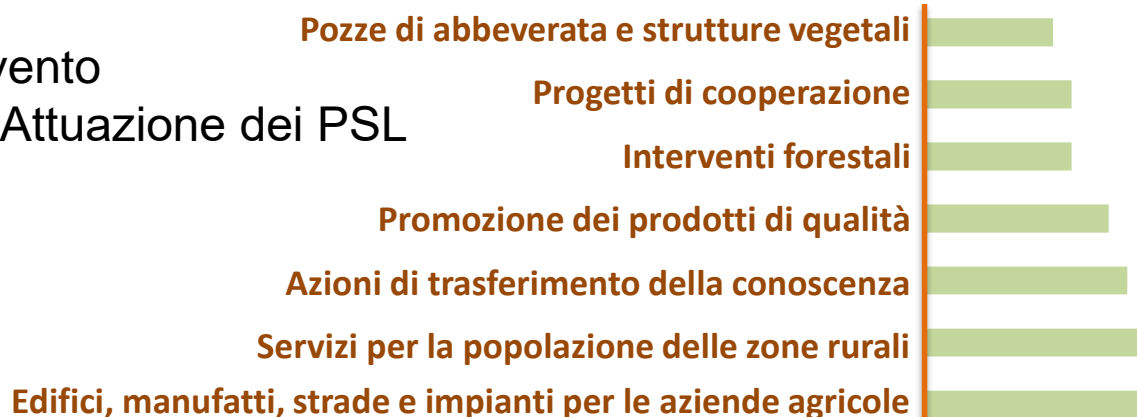 Pozze di abbeverata e strutture vegetali
Progetti di cooperazione
Attuazione dei PSL
Interventi forestali
Promozione dei prodotti di qualità
Azioni di trasferimento della conoscenza
Servizi per la popolazione delle zone rurali
Edifici, manufatti, strade e impianti per le aziende agricole